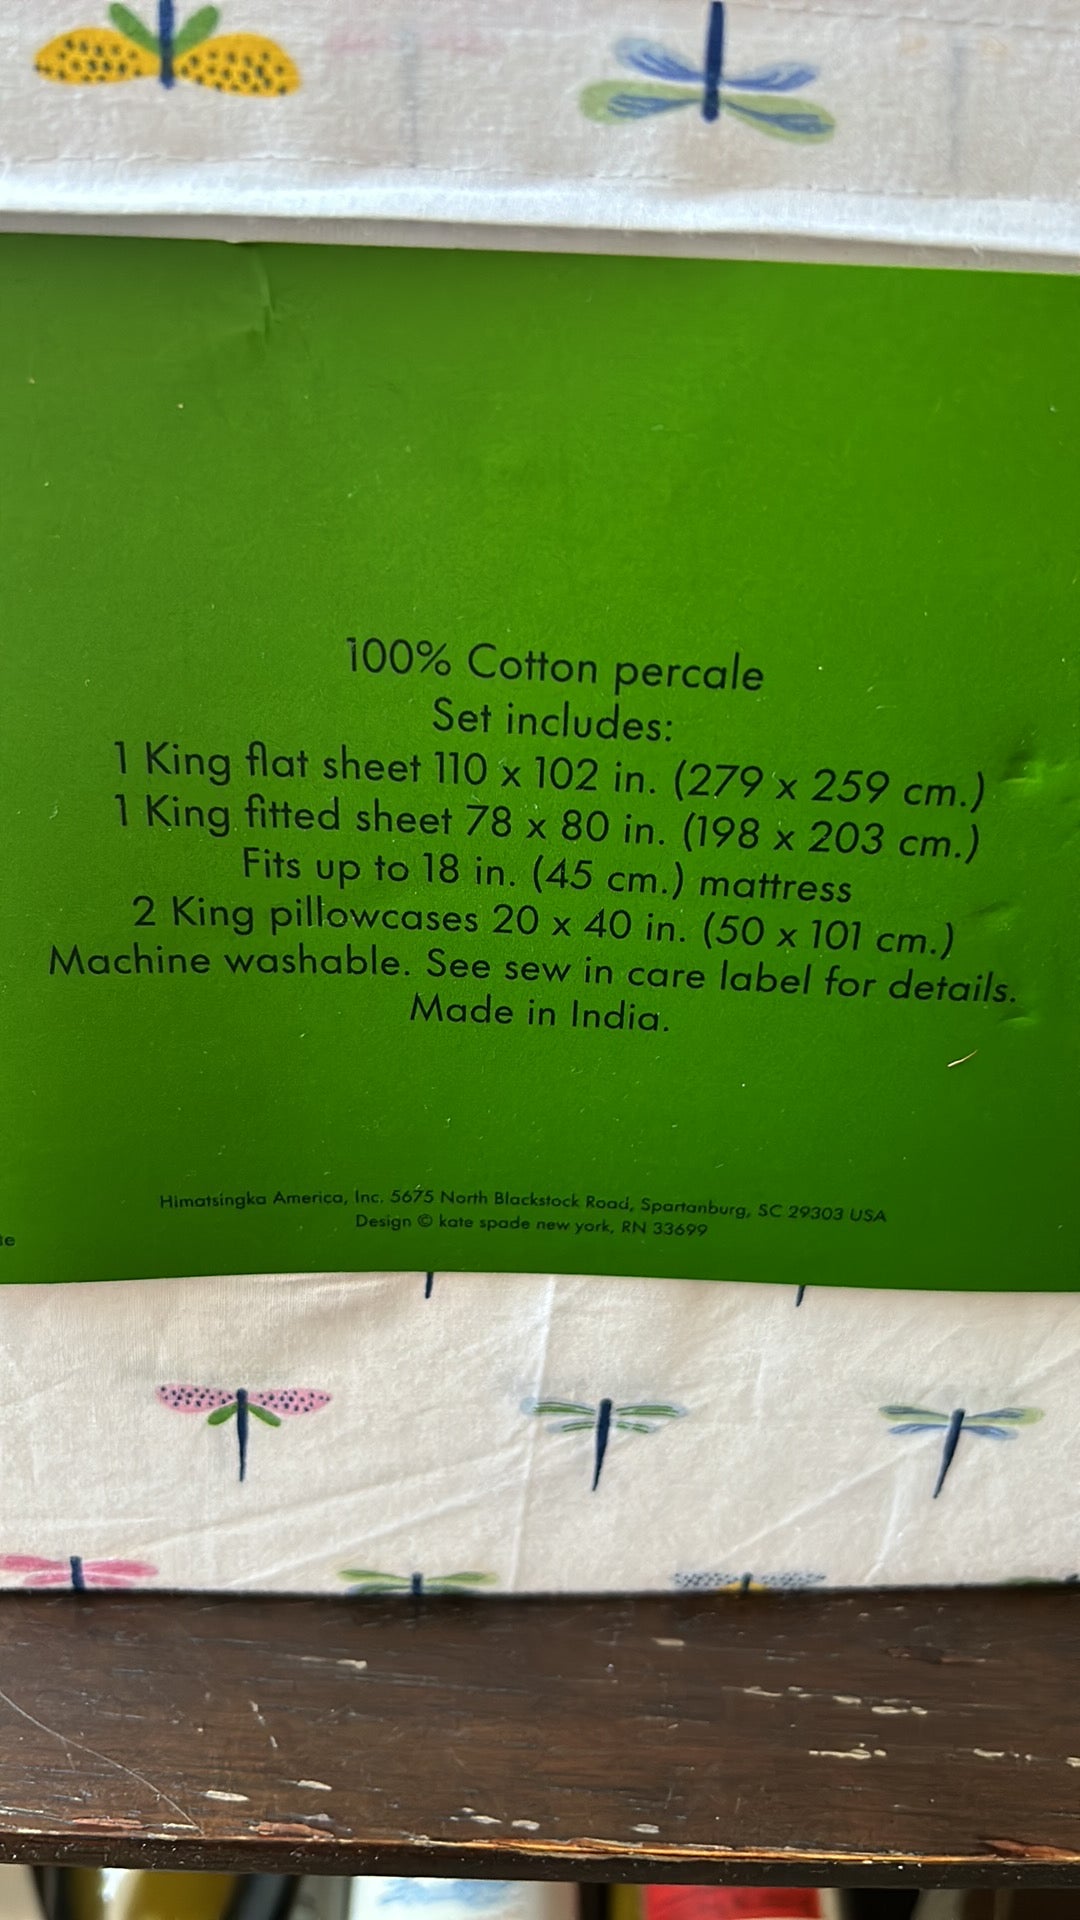 100% Cotton percale
Set includes:
1 King flat sheet 110 x 102 in. (279 x 259 cm.)
1 King fitted sheet 78 x 80 in. (198 x 203 cm.)
Fits up to 18 in. (45 cm.) mattress
2 King pillowcases 20 x 40 in. (50 x 101 cm.)
Machine washable. See sew in care label for details.
Made in India.
Himatsingka America, Inc. 5675 North Blackstock Road, Spartanburg, SC 29303 USA
Design © kate spade new york, RN 33699